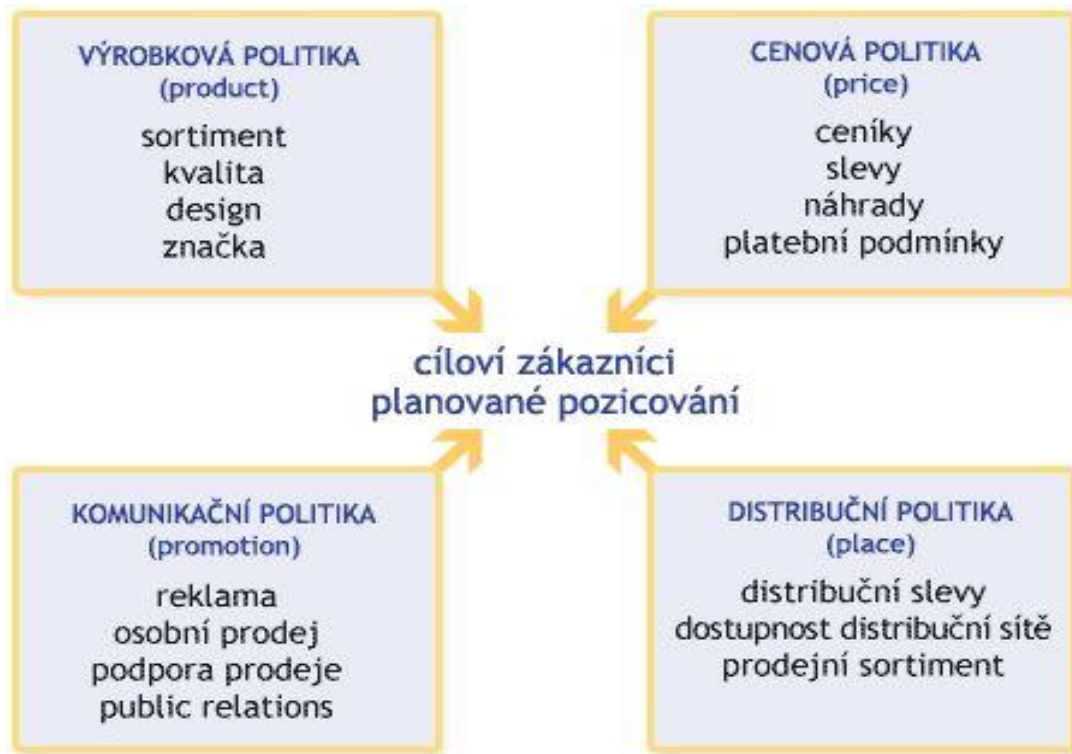 VÝROBKOVÁ POLITIKA
(product)
sortiment
kvalita
design
značka
CENOVÁ POLITIKA
(price)
ceníky
slevy
náhrady
platební podmínky
cíloví zákazníci
planované pozicování
KOMUNIKAČNÍ POLITIKA
(promotion)
reklama
osobní prodej
podpora prodeje
public relations
DISTRIBUČNÍ POLITIKA
(place)
distribuční slevy
dostupnost distribuční sítě
prodejní sortiment